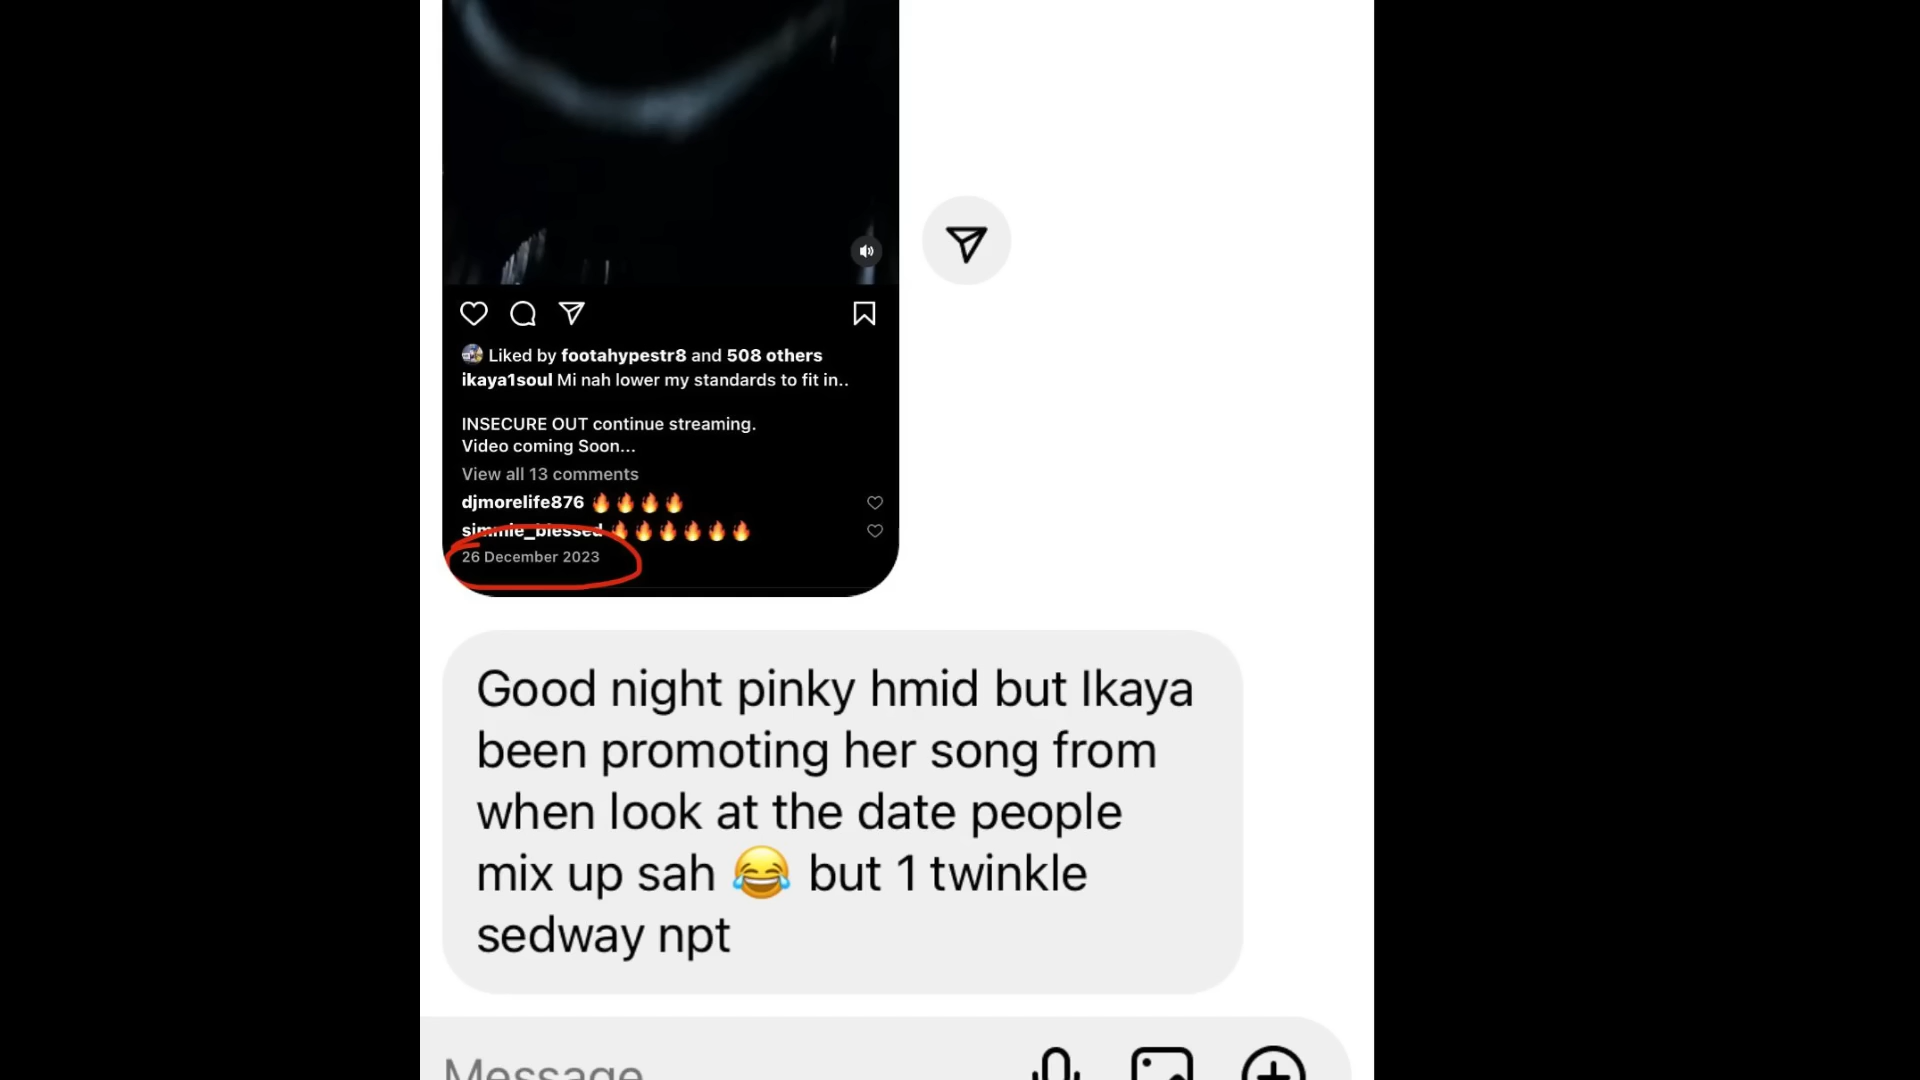 Liked by footahypestr8 and 508 others
ikaya1soul Mi nah lower my standards to fit in..
INSECURE OUT continue streaming.
Video coming Soon...
View all 13 comments
djmorelife876 🔥🔥🔥🔥
simmie_blessed 🔥🔥🔥🔥🔥🔥
26 December 2023
Good night pinky hmid but Ikaya
been promoting her song from
when look at the date people
mix up sah 😂 but 1 twinkle
sedway npt
Message